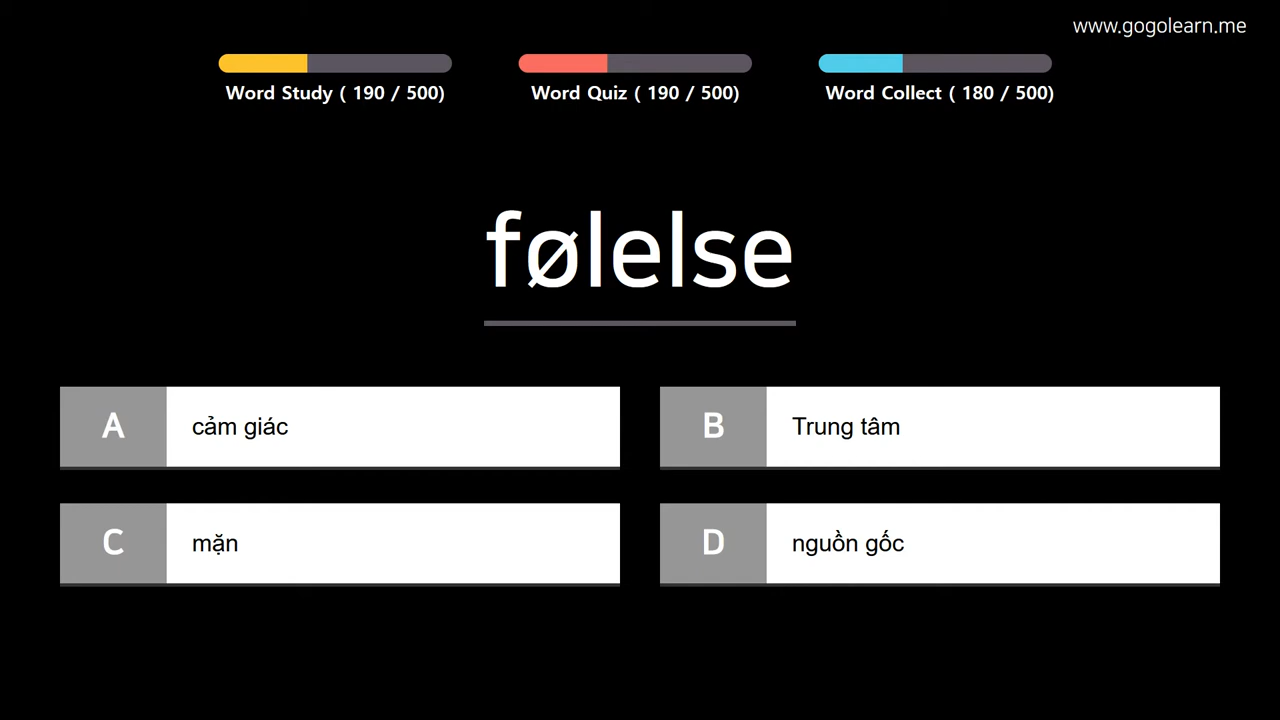 www.gogolearn.me
Word Study ( 190 / 500)
Word Quiz ( 190 / 500)
Word Collect ( 180 / 500)
følelse
A cảm giác
B Trung tâm
C mặn
D nguồn gốc